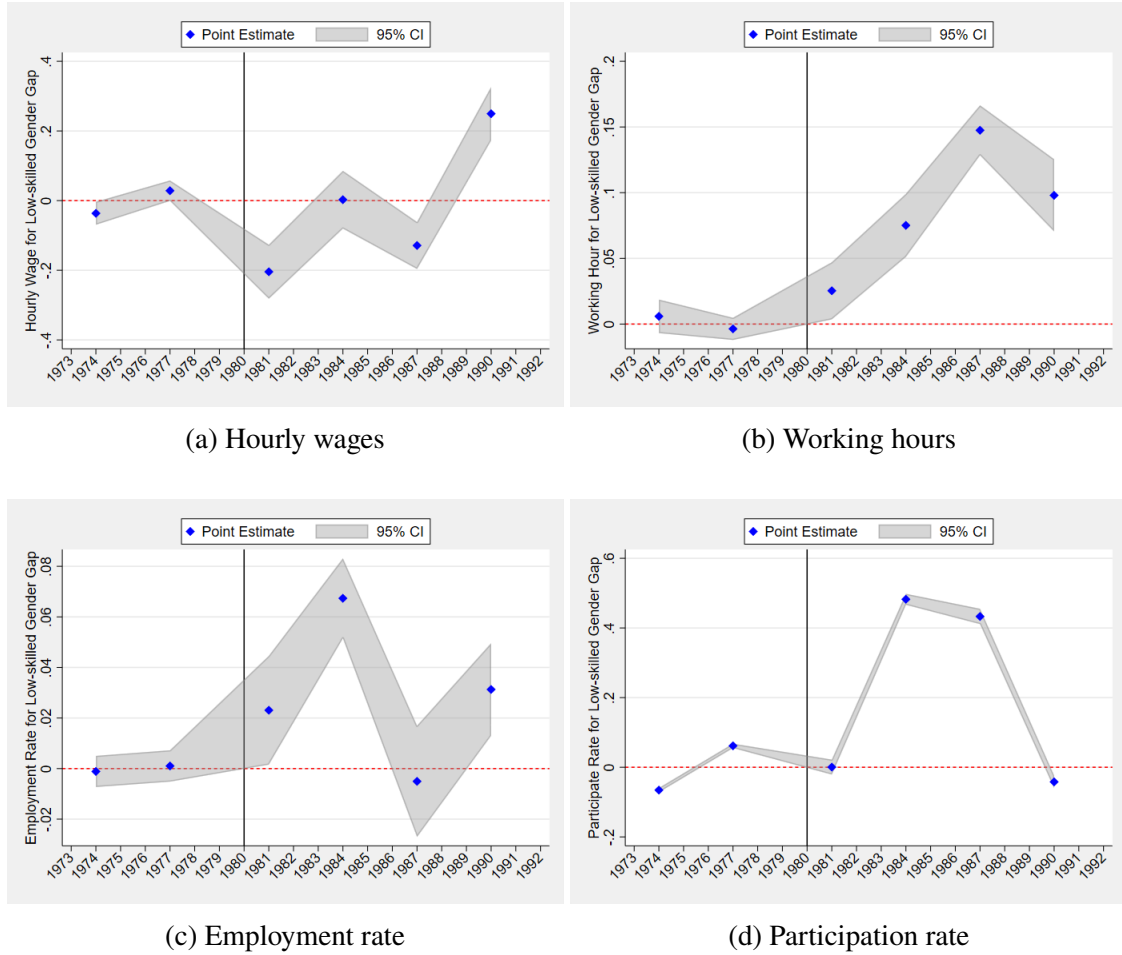 Point Estimate 95% CI
Hourly Wage for Low-skilled Gender Gap
.4
.2
0
-.2
-.4
1973 1974 1975 1976 1977 1978 1979 1980 1981 1982 1983 1984 1985 1986 1987 1988 1989 1990 1991 1992
(a) Hourly wages
Point Estimate 95% CI
Working Hour for Low-skilled Gender Gap
.2
.15
.1
.05
0
1973 1974 1975 1976 1977 1978 1979 1980 1981 1982 1983 1984 1985 1986 1987 1988 1989 1990 1991 1992
(b) Working hours
Point Estimate 95% CI
Employment Rate for Low-skilled Gender Gap
.08
.06
.04
.02
0
-.02
1973 1974 1975 1976 1977 1978 1979 1980 1981 1982 1983 1984 1985 1986 1987 1988 1989 1990 1991 1992
(c) Employment rate
Point Estimate 95% CI
Participate Rate for Low-skilled Gender Gap
.6
.4
.2
0
-.2
1973 1974 1975 1976 1977 1978 1979 1980 1981 1982 1983 1984 1985 1986 1987 1988 1989 1990 1991 1992
(d) Participation rate